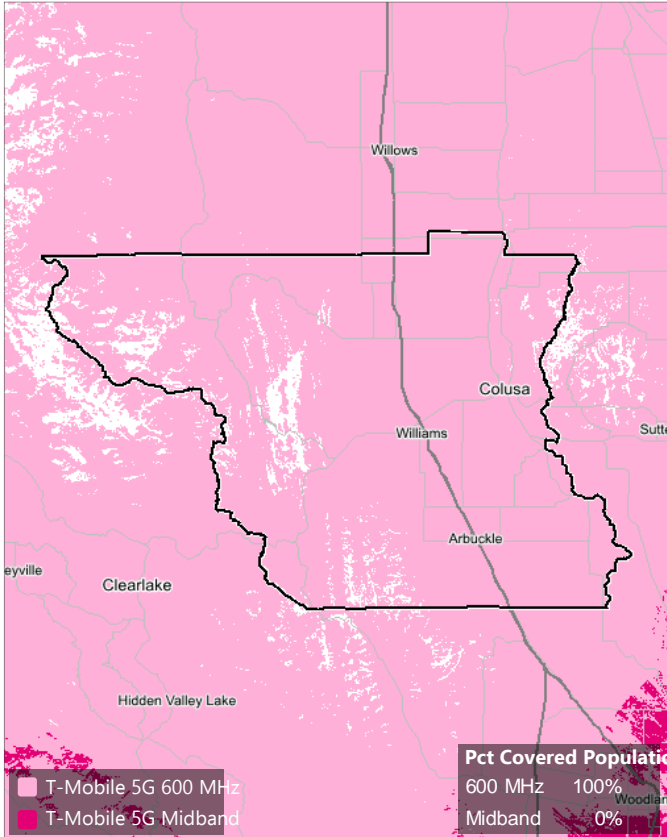 Willows
Colusa
Williams
Sutte
Arbuckle
eyville
Clearlake
Hidden Valley Lake
Pct Covered Populatio
T-Mobile 5G 600 MHz
600 MHz 100%
Woodlan
T-Mobile 5G Midband
Midband 0%